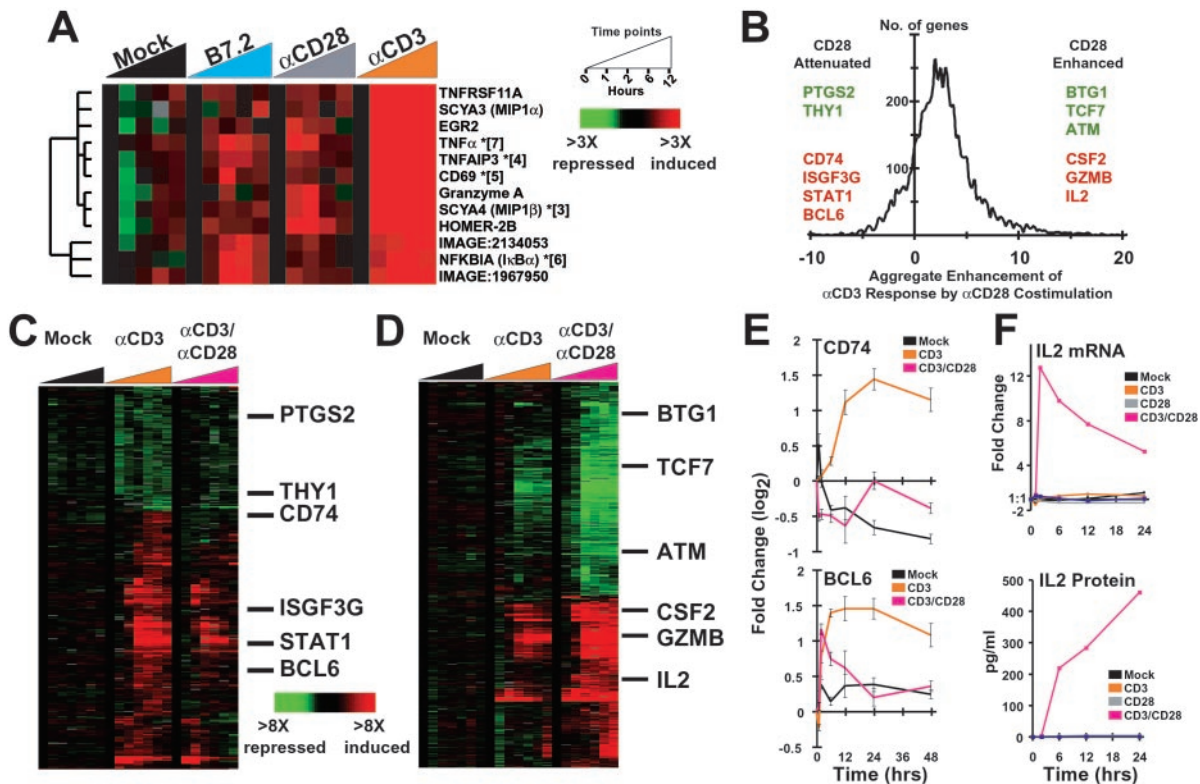 A
Mock
B7.2
αCD28
αCD3
TNFRSF11A
SCYA3 (MIP1α)
EGR2
TNFα *[7]
TNFAIP3 *[4]
CD69 *[5]
Granzyme A
SCYA4 (MIP1β) *[3]
HOMER-2B
IMAGE:2134053
NFKBIA (IκBα) *[6]
IMAGE:1967950
Time points
0 1 2 6 12
Hours
>3X >3X
repressed induced
B
No. of genes
CD28
Attenuated
CD28
Enhanced
PTGS2
THY1
BTG1
TCF7
ATM
CD74
ISGF3G
STAT1
BCL6
CSF2
GZMB
IL2
200
100
-10 0 10 20
Aggregate Enhancement of
αCD3 Response by αCD28 Costimulation
C
Mock
αCD3
αCD3/
αCD28
PTGS2
THY1
CD74
ISGF3G
STAT1
BCL6
>8X >8X
repressed induced
D
Mock
αCD3
αCD3/
αCD28
BTG1
TCF7
ATM
CSF2
GZMB
IL2
E
CD74
Mock
CD3
CD3/CD28
2
1.5
1
0.5
0
-0.5
-1
Fold Change (log2)
BCL6
Mock
CD3
CD3/CD28
2
1.5
1
0.5
0
-0.5
0 12 24 36 48
Time (hrs)
F
IL2 mRNA
Mock
CD3
CD28
CD3/CD28
Fold Change
12
8
4
1:1
-2
0 6 12 18 24
IL2 Protein
pg/ml
500
450
400
350
300
250
200
150
100
50
0
Mock
CD3
CD28
CD3/CD28
0 6 12 18 24
Time (hrs)